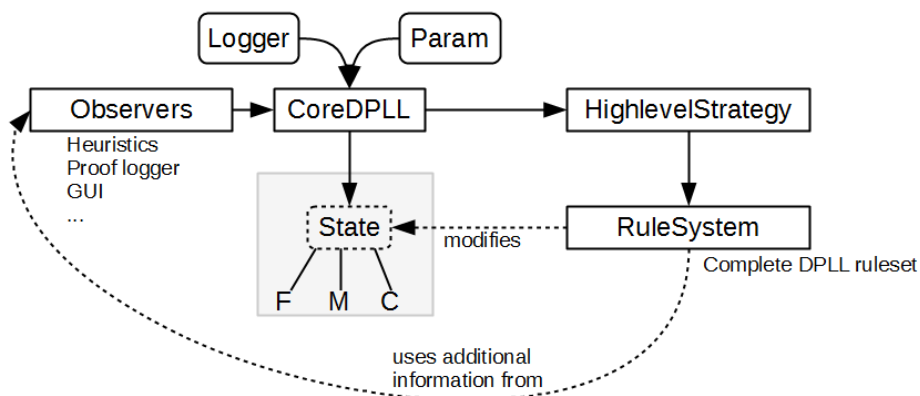 Logger
Param
Observers
CoreDPLL
HighlevelStrategy
Heuristics
Proof logger
GUI
...
State
modifies
RuleSystem
Complete DPLL ruleset
F
M
C
uses additional
information from